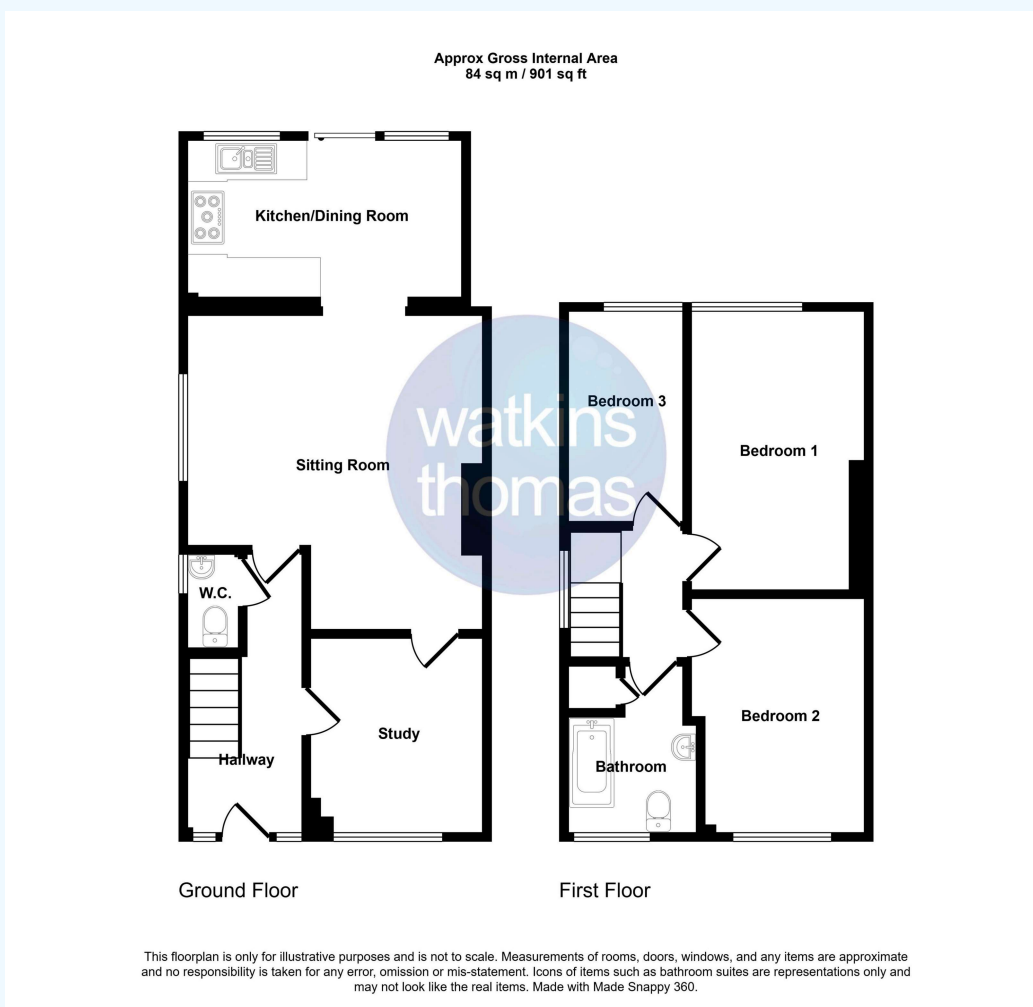 Approx Gross Internal Area
84 sq m / 901 sq ft
Kitchen/Dining Room
Sitting Room
W.C.
Hallway
Study
Bedroom 3
Bedroom 1
Bedroom 2
Bathroom
watkins
thomas
Ground Floor
First Floor
This floorplan is only for illustrative purposes and is not to scale. Measurements of rooms, doors, windows, and any items are approximate
and no responsibility is taken for any error, omission or mis-statement. Icons of items such as bathroom suites are representations only and
may not look like the real items. Made with Made Snappy 360.